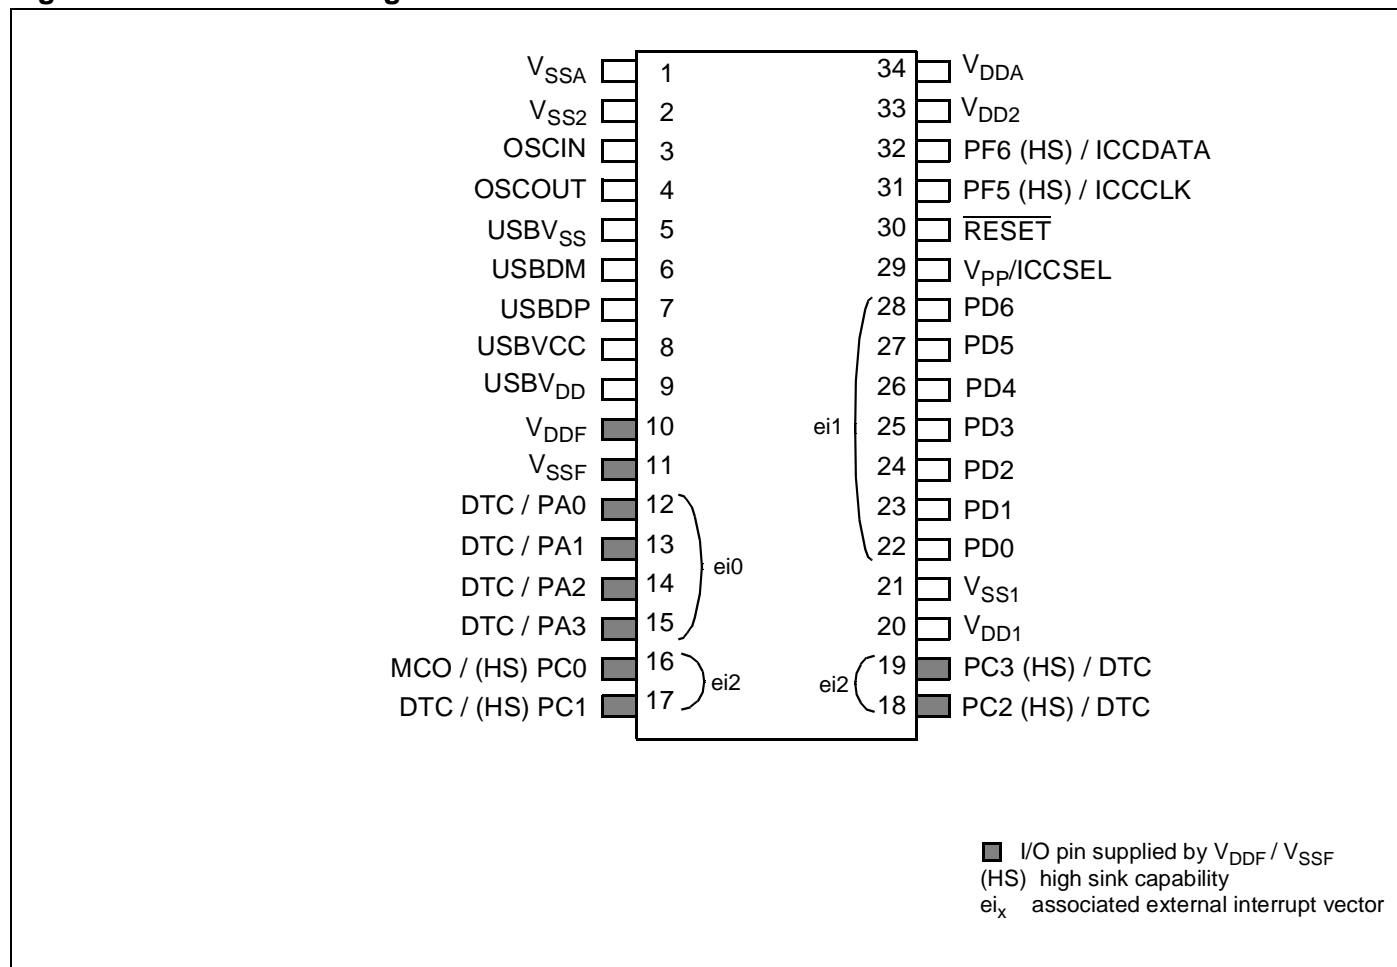 VSSA 1 34 VDDA
VSS2 2 33 VDD2
OSCIN 3 32 PF6 (HS) / ICCDATA
OSCOUT 4 31 PF5 (HS) / ICCCLK
USBVSS 5 30 RESET
USBDM 6 29 VPP/ICCSEL
USBDP 7 28 PD6
USBVCC 8 27 PD5
USBVDD 9 26 PD4
VDDF 10 ei1 25 PD3
VSSF 11 24 PD2
DTC / PA0 12 23 PD1
DTC / PA1 13 22 PD0
ei0
DTC / PA2 14 21 VSS1
DTC / PA3 15 20 VDD1
MCO / (HS) PC0 16 19 PC3 (HS) / DTC
ei2 ei2
DTC / (HS) PC1 17 18 PC2 (HS) / DTC
I/O pin supplied by VDDF / VSSF
(HS) high sink capability
eix associated external interrupt vector